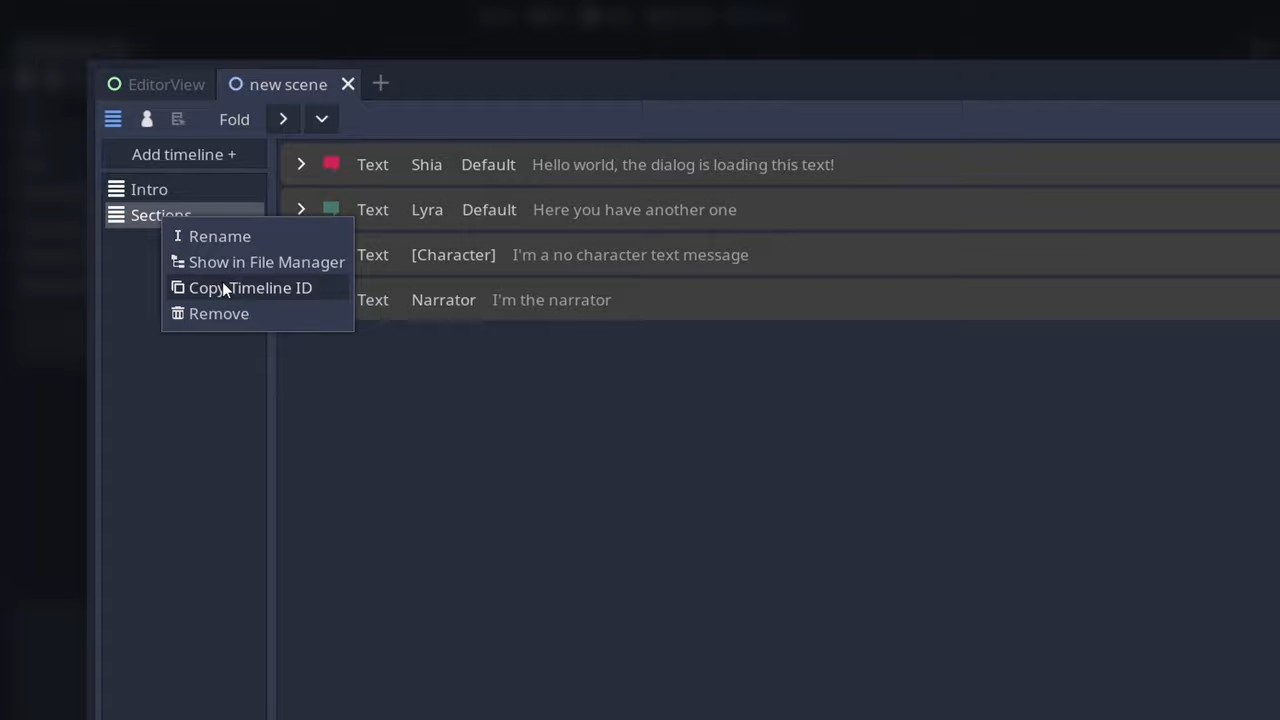 EditorView new scene
Fold
Add timeline +
Intro
Sections
Rename
Show in File Manager
Copy Timeline ID
Remove
Text Shia Default Hello world, the dialog is loading this text!
Text Lyra Default Here you have another one
Text [Character] I'm a no character text message
Text Narrator I'm the narrator